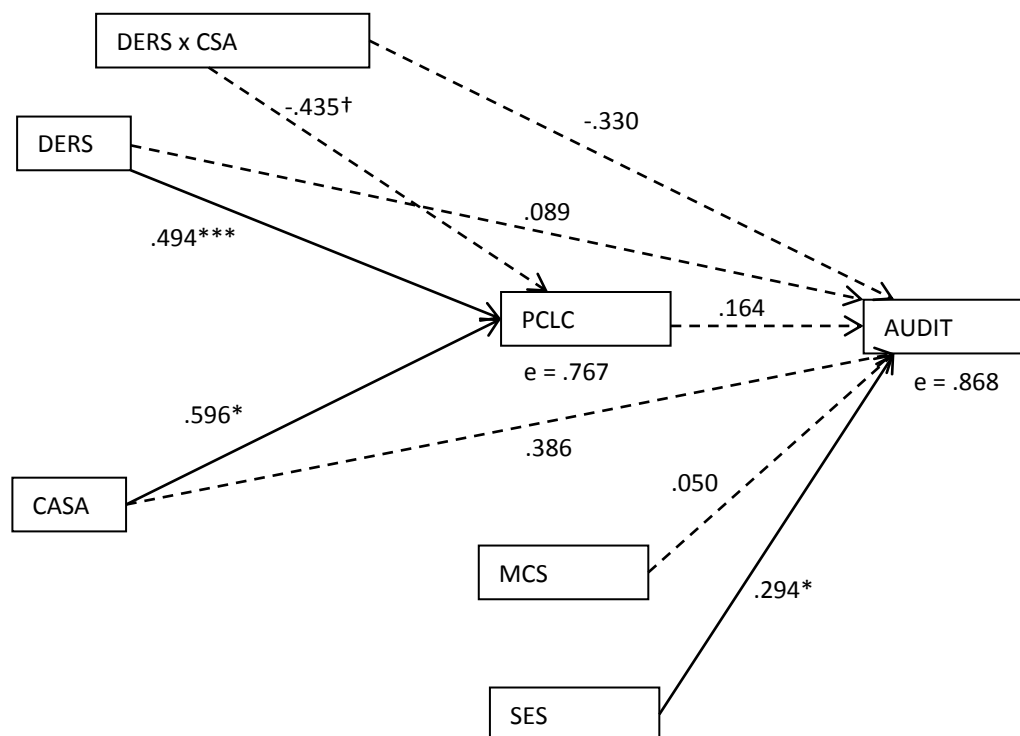 DERS x CSA
-.435†
-.330
DERS
.089
.494***
PCLC
.164
AUDIT
e = .767
e = .868
.596*
.386
CASA
.050
MCS
.294*
SES